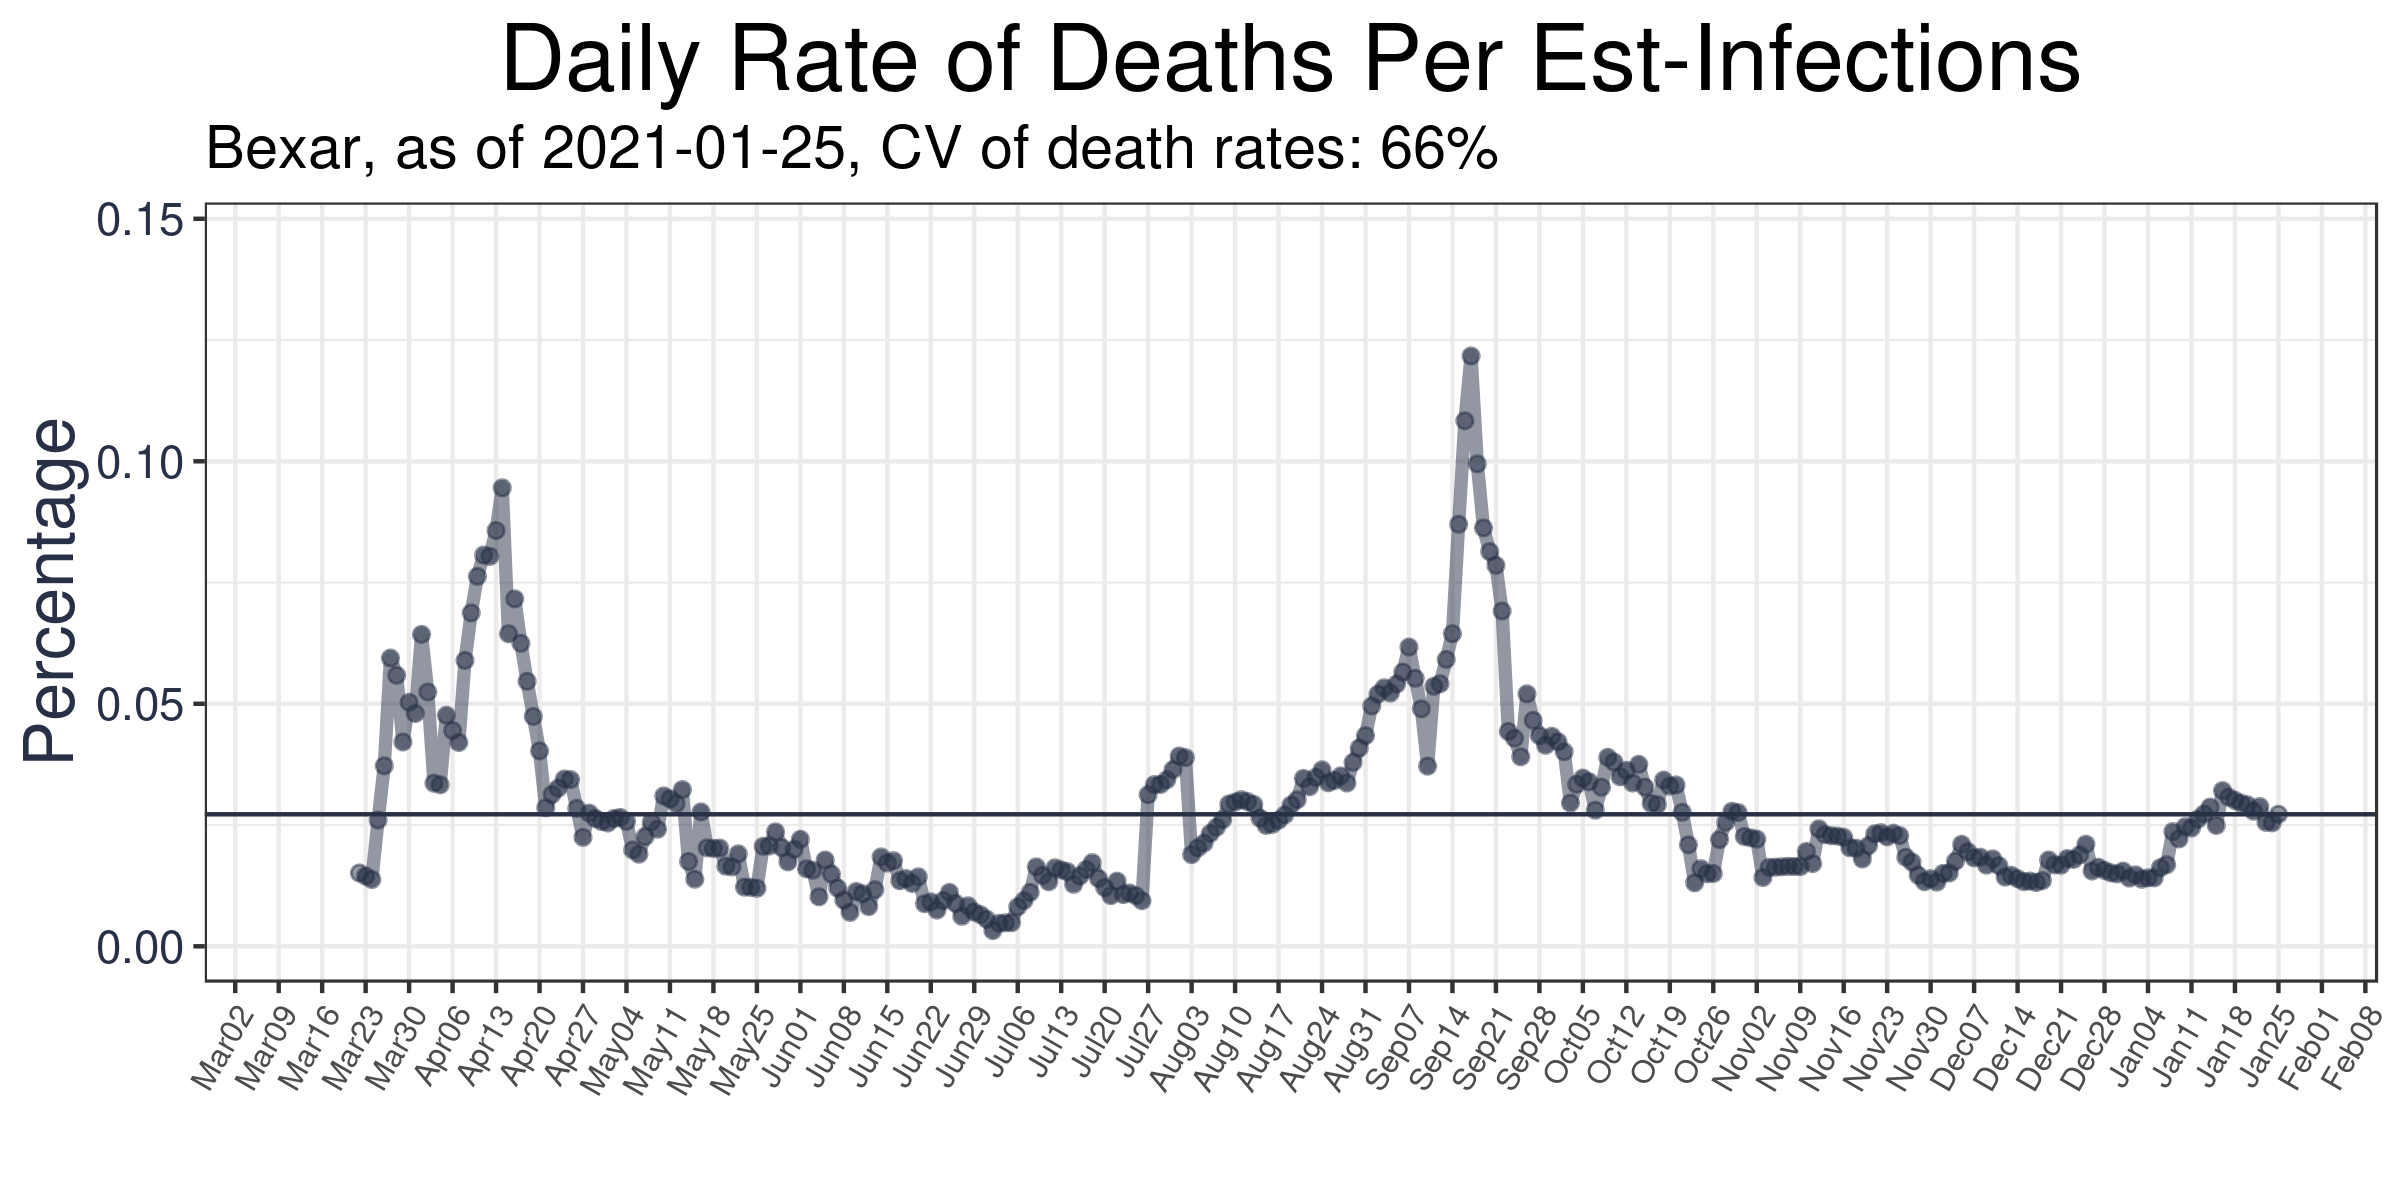 Daily Rate of Deaths Per Est-Infections
Bexar, as of 2021-01-25, CV of death rates: 66%
Percentage
0.15
0.10
0.05
0.00
Mar02
Mar09
Mar16
Mar23
Mar30
Apr06
Apr13
Apr20
Apr27
May04
May11
May18
May25
Jun01
Jun08
Jun15
Jun22
Jun29
Jul06
Jul13
Jul20
Jul27
Aug03
Aug10
Aug17
Aug24
Aug31
Sep07
Sep14
Sep21
Sep28
Oct05
Oct12
Oct19
Oct26
Nov02
Nov09
Nov16
Nov23
Nov30
Dec07
Dec14
Dec21
Dec28
Jan04
Jan11
Jan18
Jan25
Feb01
Feb08